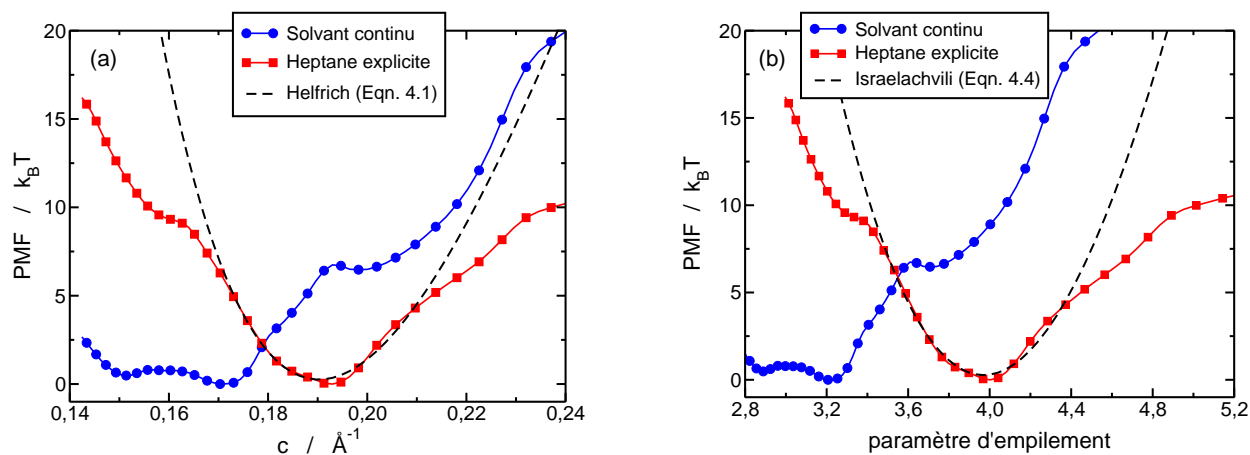 (a)
Solvant continu
Heptane explicite
Helfrich (Eqn. 4.1)
PMF / k_BT
20
15
10
5
0
0,14 0,16 0,18 0,20 0,22 0,24
c / Å⁻¹
(b)
Solvant continu
Heptane explicite
Israelachvili (Eqn. 4.4)
PMF / k_BT
20
15
10
5
0
2,8 3,2 3,6 4,0 4,4 4,8 5,2
paramètre d'empilement